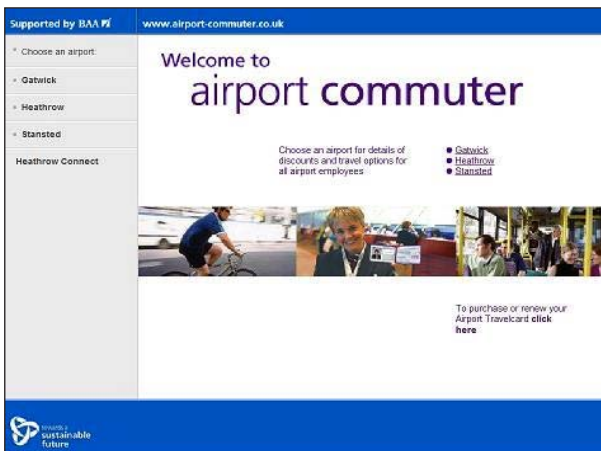 Supported by BAA
www.airport-commuter.co.uk
Choose an airport
Gatwick
Heathrow
Stansted
Heathrow Connect
Welcome to
airport commuter
Choose an airport for details of
discounts and travel options for
all airport employees
Gatwick
Heathrow
Stansted
To purchase or renew your
Airport Travelcard click
here
towards a
sustainable
future